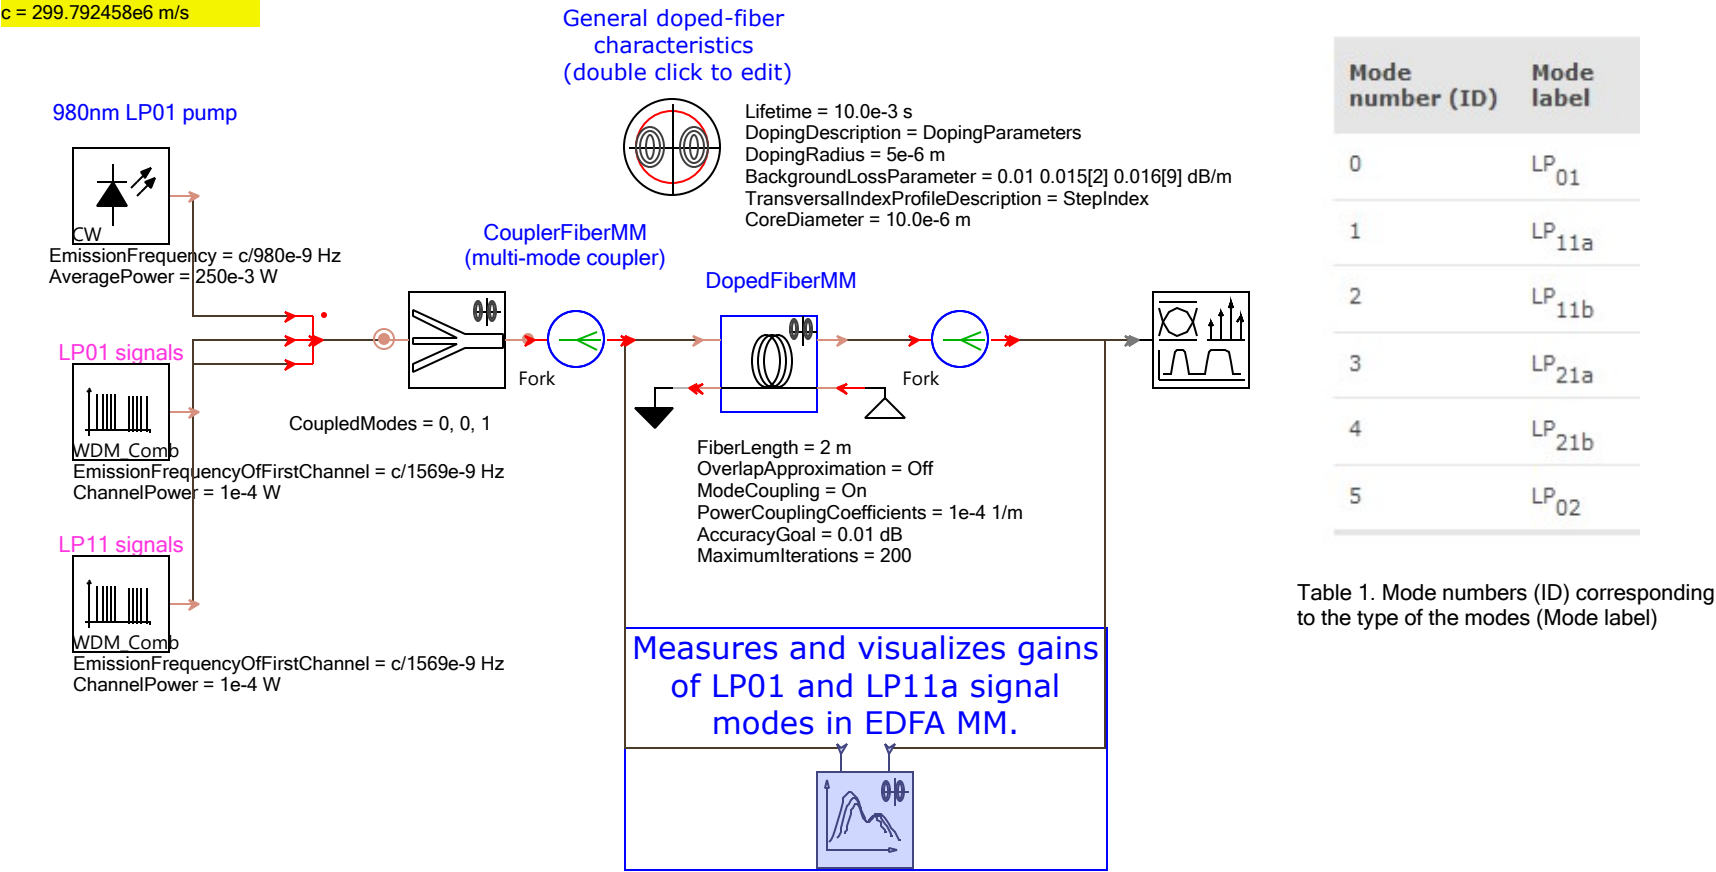 c = 299.792458e6 m/s
General doped-fiber
characteristics
(double click to edit)
980nm LP01 pump
Lifetime = 10.0e-3 s
DopingDescription = DopingParameters
DopingRadius = 5e-6 m
BackgroundLossParameter = 0.01 0.015[2] 0.016[9] dB/m
TransversalIndexProfileDescription = StepIndex
CoreDiameter = 10.0e-6 m
CW
EmissionFrequency = c/980e-9 Hz
AveragePower = 250e-3 W
CouplerFiberMM
(multi-mode coupler)
DopedFiberMM
LP01 signals
Fork
Fork
CoupledModes = 0, 0, 1
WDM_Comb
EmissionFrequencyOfFirstChannel = c/1569e-9 Hz
ChannelPower = 1e-4 W
FiberLength = 2 m
OverlapApproximation = Off
ModeCoupling = On
PowerCouplingCoefficients = 1e-4 1/m
AccuracyGoal = 0.01 dB
MaximumIterations = 200
LP11 signals
WDM_Comb
EmissionFrequencyOfFirstChannel = c/1569e-9 Hz
ChannelPower = 1e-4 W
Measures and visualizes gains
of LP01 and LP11a signal
modes in EDFA MM.
Mode number (ID) Mode label
0 LP01
1 LP11a
2 LP11b
3 LP21a
4 LP21b
5 LP02
Table 1. Mode numbers (ID) corresponding
to the type of the modes (Mode label)